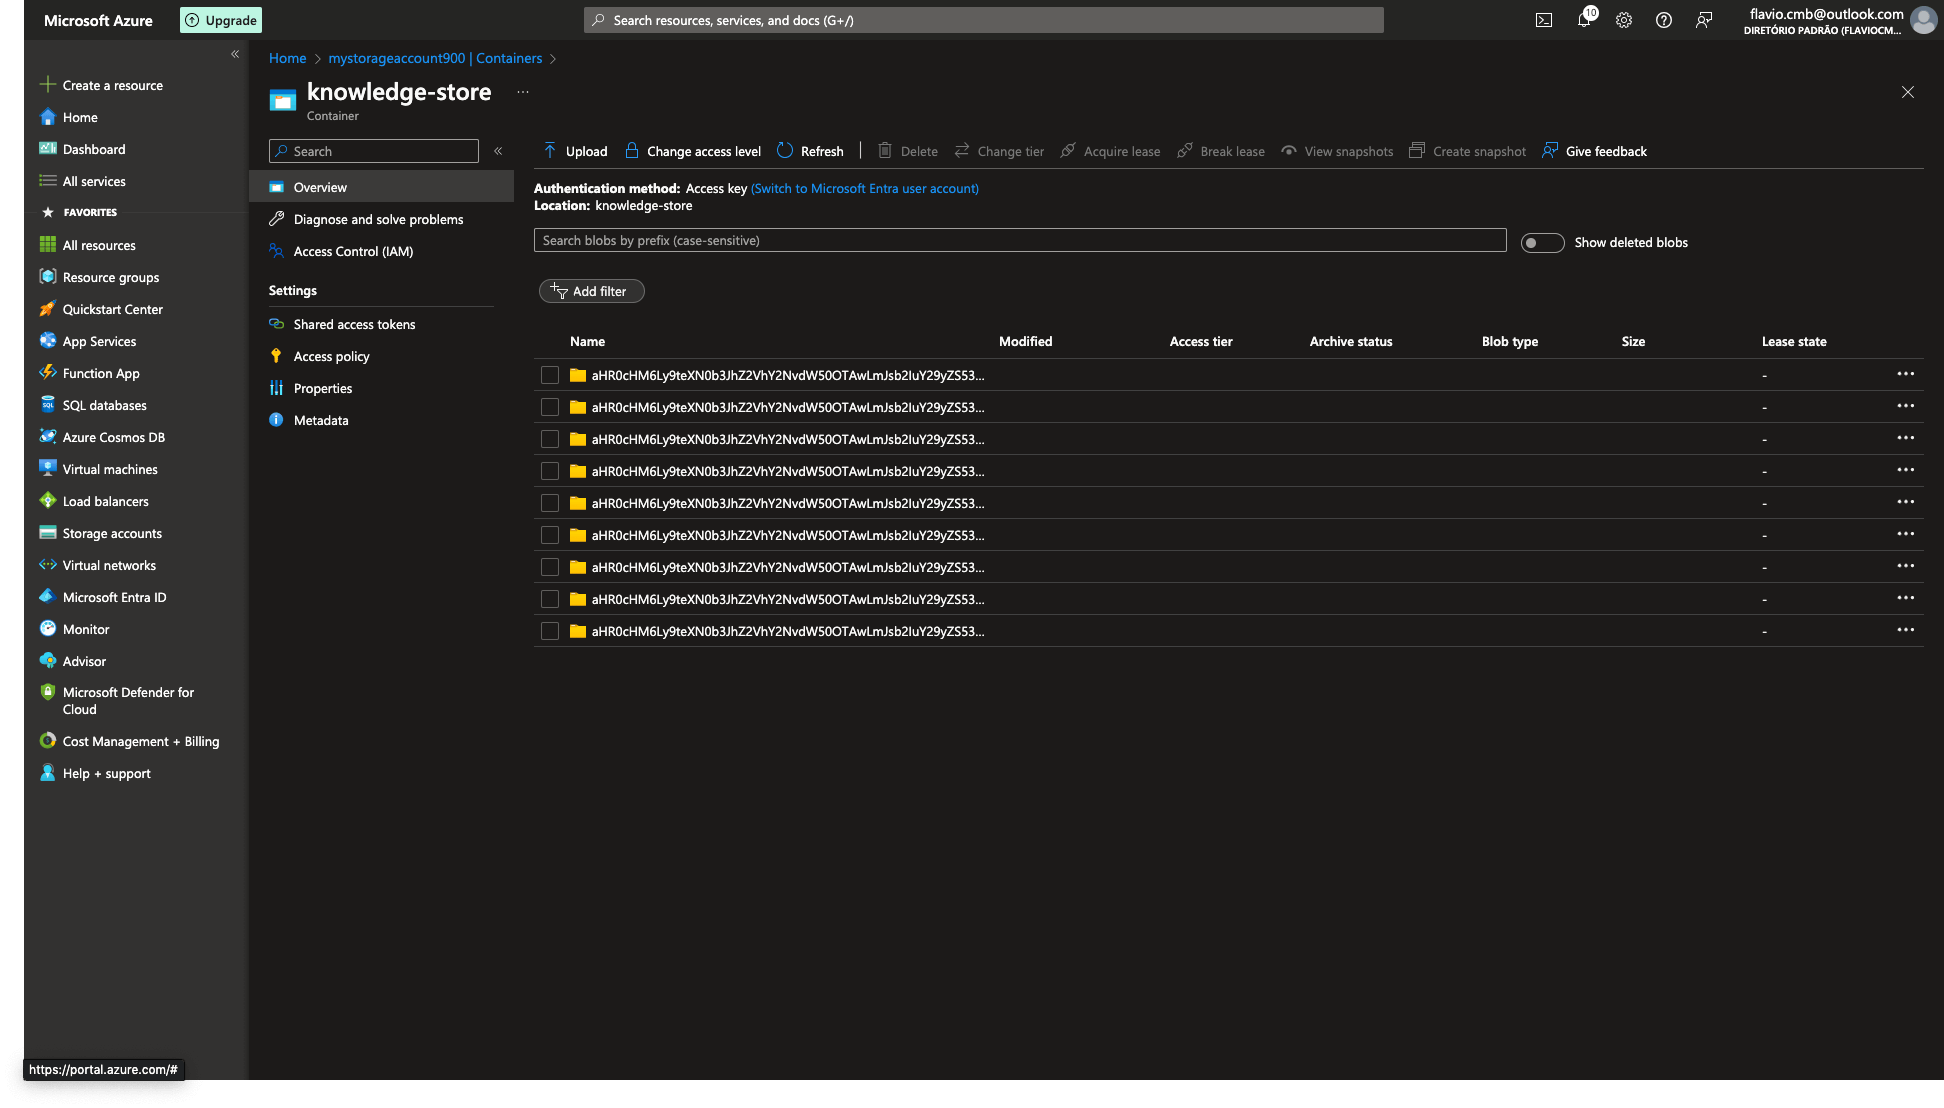 Microsoft Azure
Upgrade
Search resources, services, and docs (G+/)
10
flavio.cmb@outlook.com
DIRETÓRIO PADRÃO (FLAVIOCM...
Create a resource
Home
Dashboard
All services
FAVORITES
All resources
Resource groups
Quickstart Center
App Services
Function App
SQL databases
Azure Cosmos DB
Virtual machines
Load balancers
Storage accounts
Virtual networks
Microsoft Entra ID
Monitor
Advisor
Microsoft Defender for
Cloud
Cost Management + Billing
Help + support
https://portal.azure.com/#
Home > mystorageaccount900 | Containers >
knowledge-store ...
Container
Search
Overview
Diagnose and solve problems
Access Control (IAM)
Settings
Shared access tokens
Access policy
Properties
Metadata
Upload Change access level Refresh | Delete Change tier Acquire lease Break lease View snapshots Create snapshot Give feedback
Authentication method: Access key (Switch to Microsoft Entra user account)
Location: knowledge-store
Search blobs by prefix (case-sensitive)
Show deleted blobs
Add filter
Name Modified Access tier Archive status Blob type Size Lease state
aHR0cHM6Ly9teXN0b3JhZ2VhY2NvdW50OTAwLmJsb2IuY29yZS53... - ...
aHR0cHM6Ly9teXN0b3JhZ2VhY2NvdW50OTAwLmJsb2IuY29yZS53... - ...
aHR0cHM6Ly9teXN0b3JhZ2VhY2NvdW50OTAwLmJsb2IuY29yZS53... - ...
aHR0cHM6Ly9teXN0b3JhZ2VhY2NvdW50OTAwLmJsb2IuY29yZS53... - ...
aHR0cHM6Ly9teXN0b3JhZ2VhY2NvdW50OTAwLmJsb2IuY29yZS53... - ...
aHR0cHM6Ly9teXN0b3JhZ2VhY2NvdW50OTAwLmJsb2IuY29yZS53... - ...
aHR0cHM6Ly9teXN0b3JhZ2VhY2NvdW50OTAwLmJsb2IuY29yZS53... - ...
aHR0cHM6Ly9teXN0b3JhZ2VhY2NvdW50OTAwLmJsb2IuY29yZS53... - ...
aHR0cHM6Ly9teXN0b3JhZ2VhY2NvdW50OTAwLmJsb2IuY29yZS53... - ...